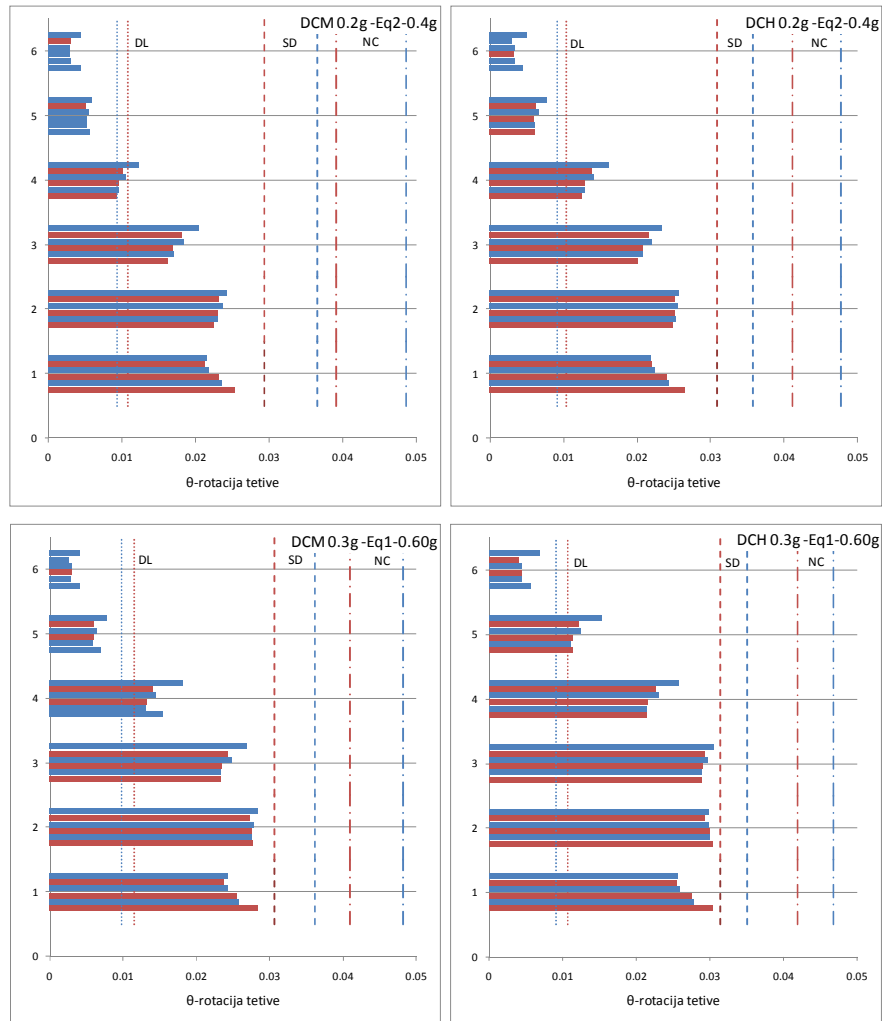 DCM 0.2g -Eq2-0.4g
DL
SD
NC
6
5
4
3
2
1
0
0
0.01
0.02
0.03
0.04
0.05
θ-rotacija tetive
DCH 0.2g -Eq2-0.4g
DL
SD
NC
6
5
4
3
2
1
0
0
0.01
0.02
0.03
0.04
0.05
θ-rotacija tetive
DCM 0.3g -Eq1-0.60g
DL
SD
NC
6
5
4
3
2
1
0
0
0.01
0.02
0.03
0.04
0.05
θ-rotacija tetive
DCH 0.3g -Eq1-0.60g
DL
SD
NC
6
5
4
3
2
1
0
0
0.01
0.02
0.03
0.04
0.05
θ-rotacija tetive